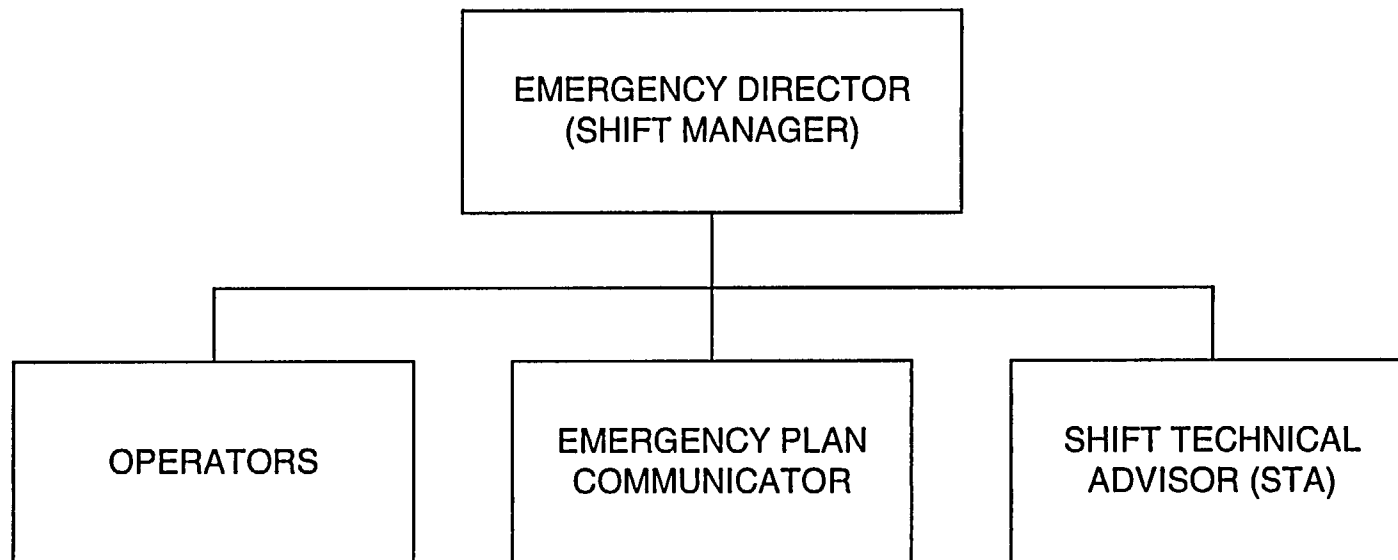 EMERGENCY DIRECTOR
(SHIFT MANAGER)
OPERATORS
EMERGENCY PLAN
COMMUNICATOR
SHIFT TECHNICAL
ADVISOR (STA)